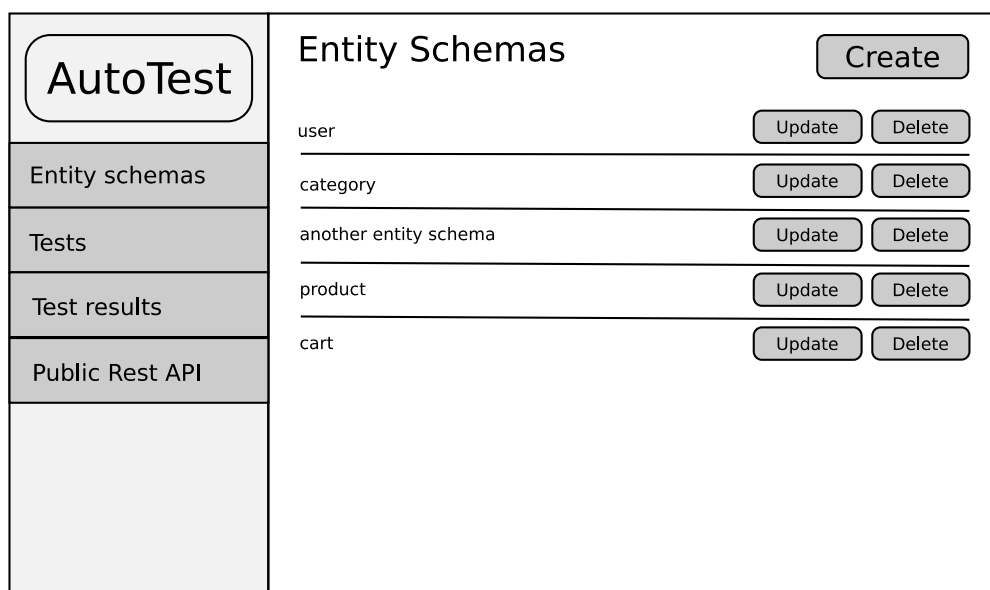 AutoTest
Entity schemas
Tests
Test results
Public Rest API
Entity Schemas
Create
user
Update
Delete
category
Update
Delete
another entity schema
Update
Delete
product
Update
Delete
cart
Update
Delete